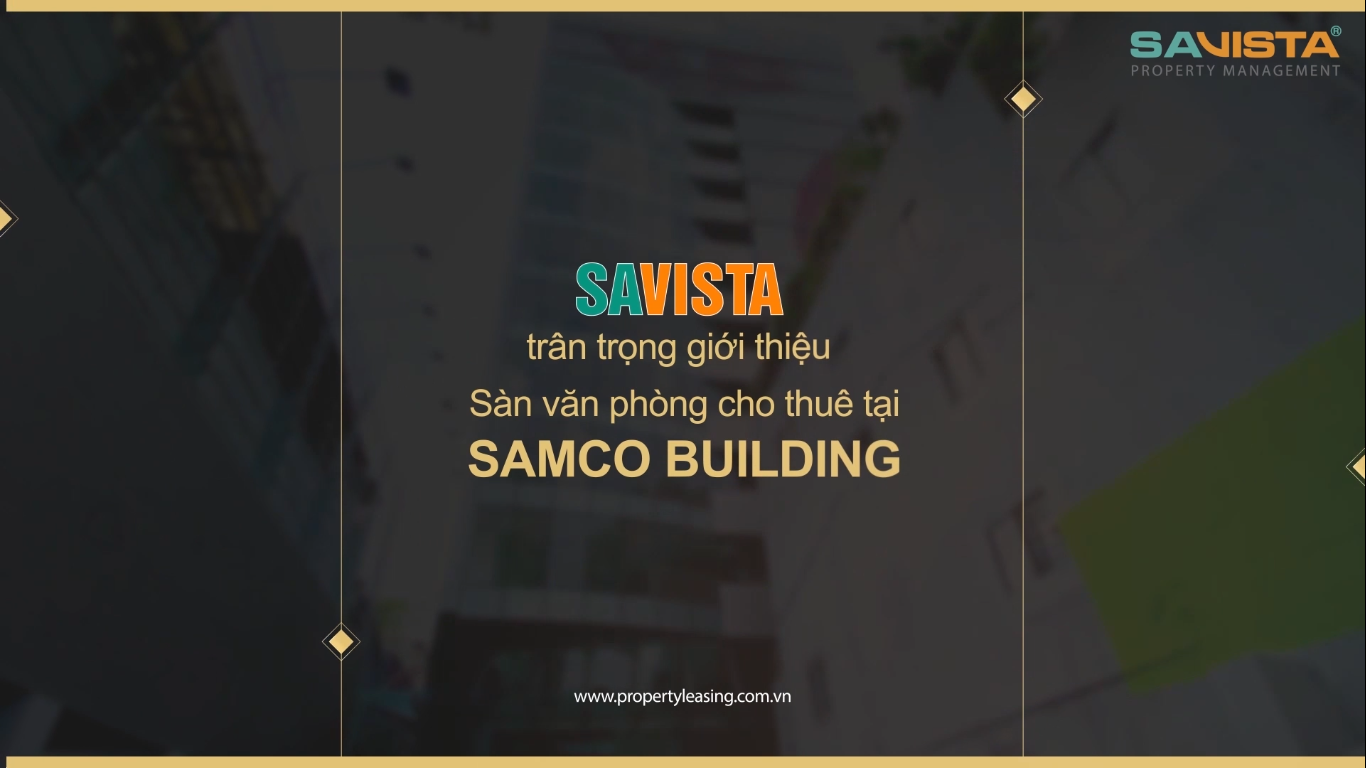 SAVISTA®
PROPERTY MANAGEMENT
SAVISTA
trân trọng giới thiệu
Sàn văn phòng cho thuê tại
SAMCO BUILDING
www.propertyleasing.com.vn